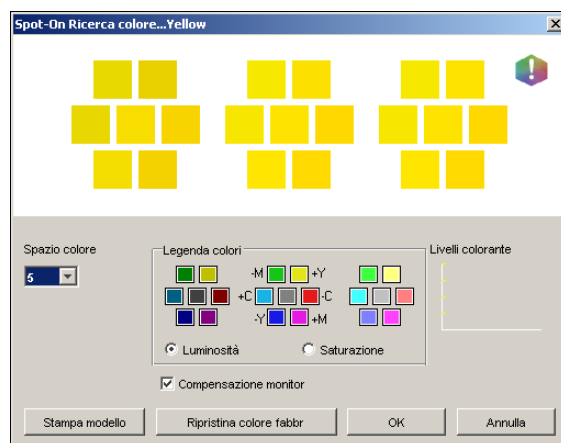 Spot-On Ricerca colore...Yellow
Spazio colore
5
Legenda colori
-M +Y
+C -C
-Y +M
Luminosità
Saturazione
Livelli colorante
Compensazione monitor
Stampa modello
Ripristina colore fabbr
OK
Annulla